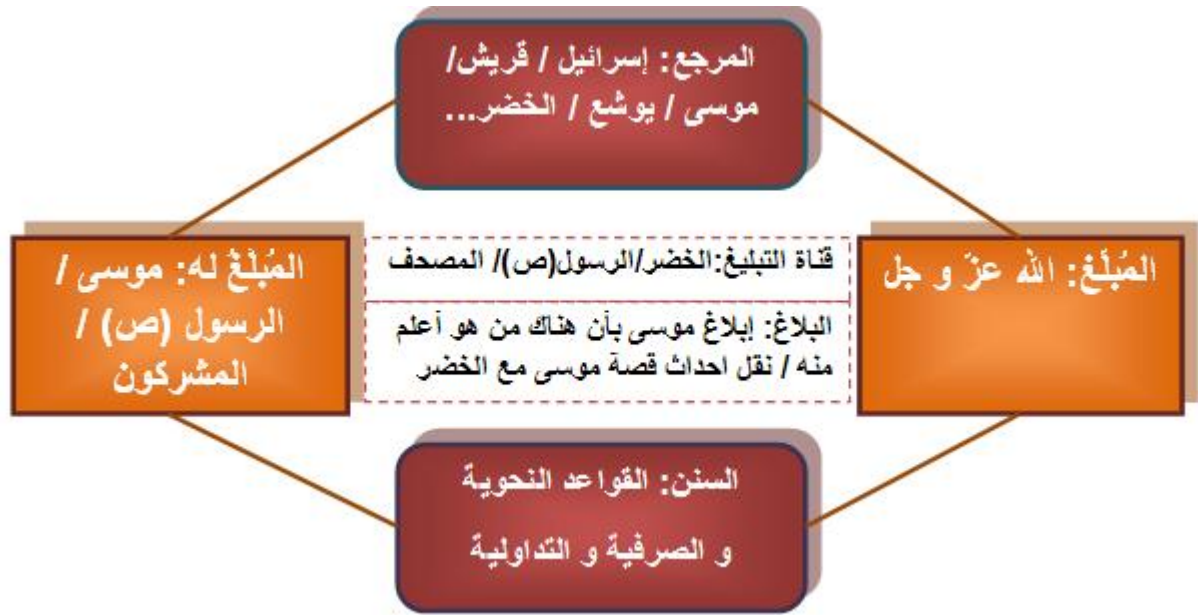 المرجع: إسرائيل / قريش/
موسى / يوشع / الخضر...
المُبلِّغ: الله عزّ و جل
قناة التبليغ:الخضر/الرسول(ص)/ المصحف
البلاغ: إبلاغ موسى بأن هناك من هو أعلم
منه / نقل احداث قصة موسى مع الخضر
المُبلَّغُ له: موسى /
الرسول (ص) /
المشركون
السنن: القواعد النحوية
و الصرفية و التداولية